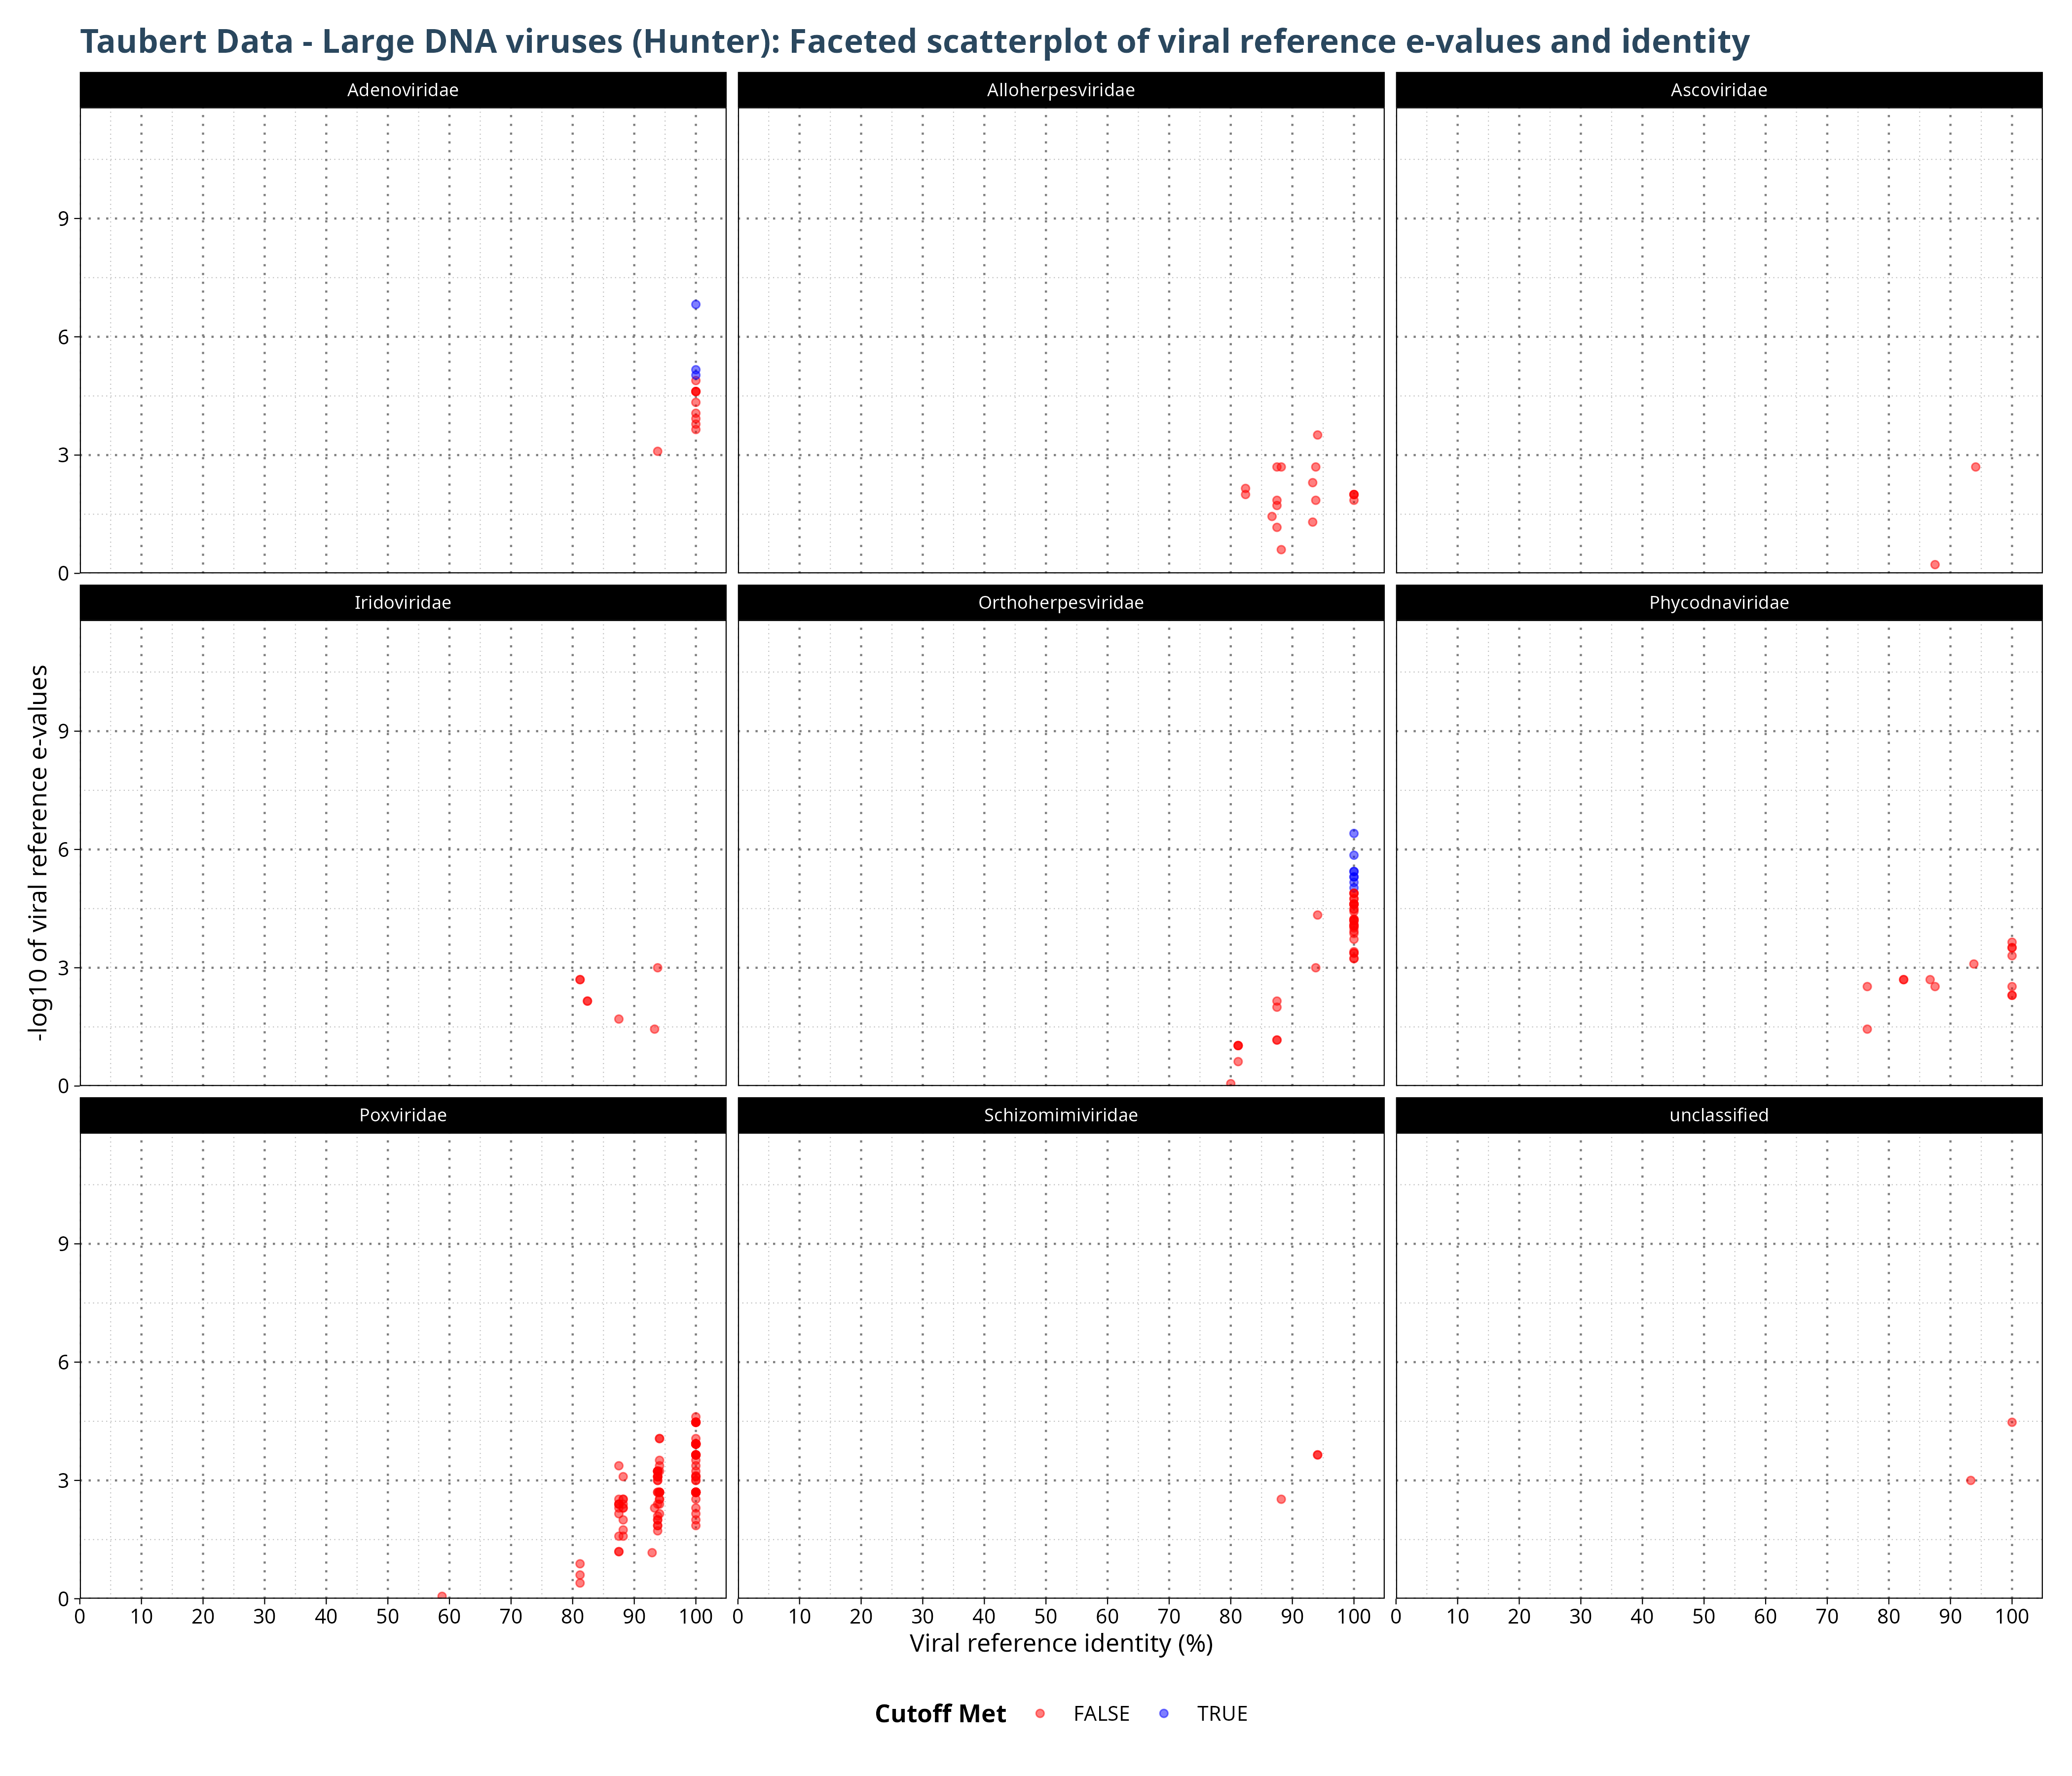 Taubert Data - Large DNA viruses (Hunter): Faceted scatterplot of viral reference e-values and identity
Adenoviridae
Alloherpesviridae
Ascoviridae
9
6
3
0
Iridoviridae
Orthoherpesviridae
Phycodnaviridae
-log10 of viral reference e-values
9
6
3
0
Poxviridae
Schizomimiviridae
unclassified
9
6
3
0
0 10 20 30 40 50 60 70 80 90 100
0 10 20 30 40 50 60 70 80 90 100
0 10 20 30 40 50 60 70 80 90 100
Viral reference identity (%)
Cutoff Met FALSE TRUE